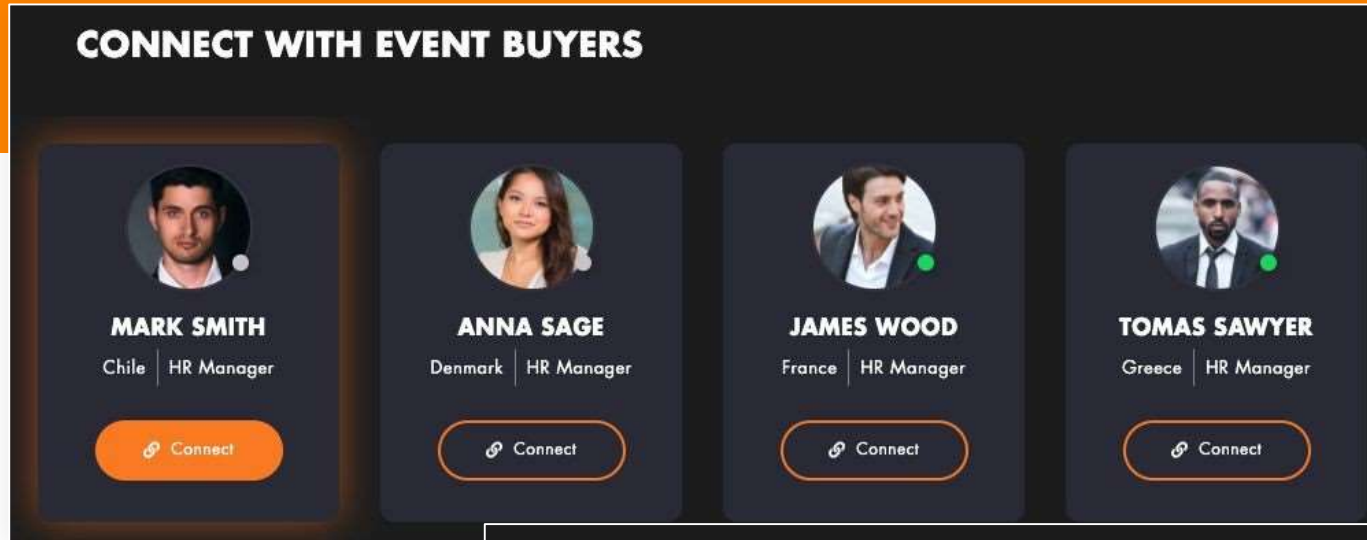 CONNECT WITH EVENT BUYERS
MARK SMITH
Chile | HR Manager
Connect
ANNA SAGE
Denmark | HR Manager
Connect
JAMES WOOD
France | HR Manager
Connect
TOMAS SAWYER
Greece | HR Manager
Connect